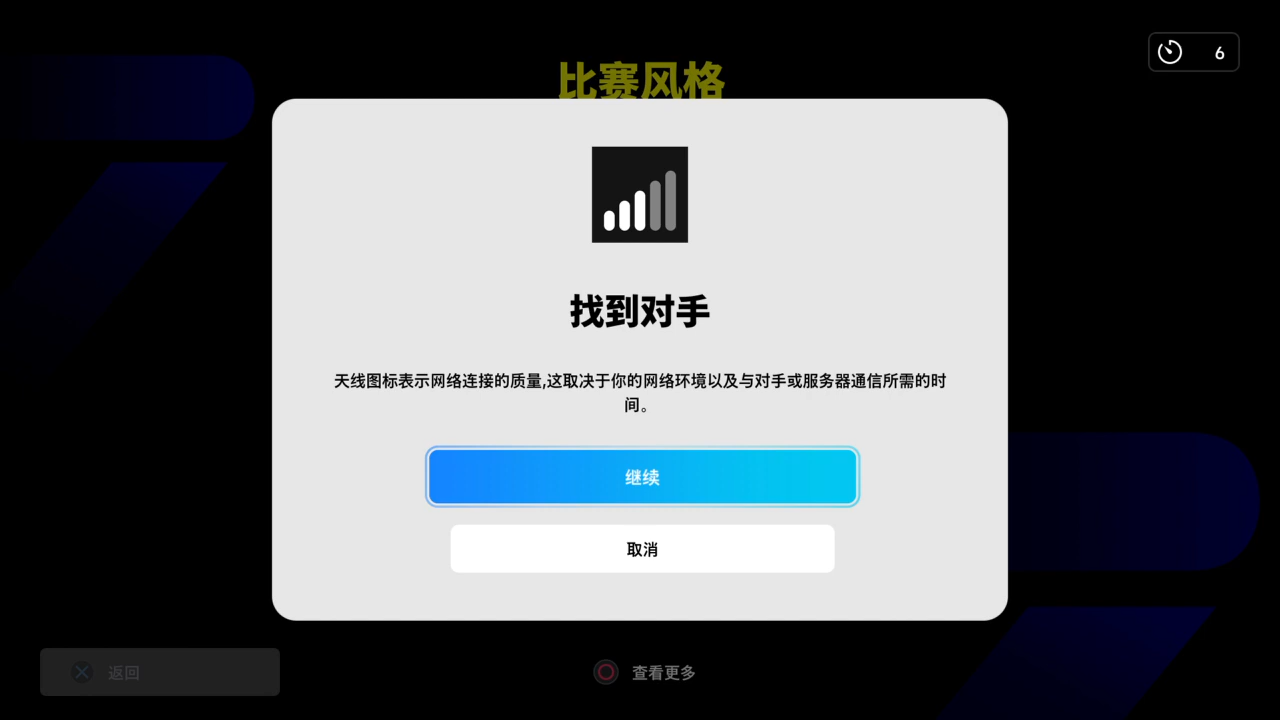 6
比赛风格
找到对手
天线图标表示网络连接的质量,这取决于你的网络环境以及与对手或服务器通信所需的时
间。
继续
取消
返回
查看更多